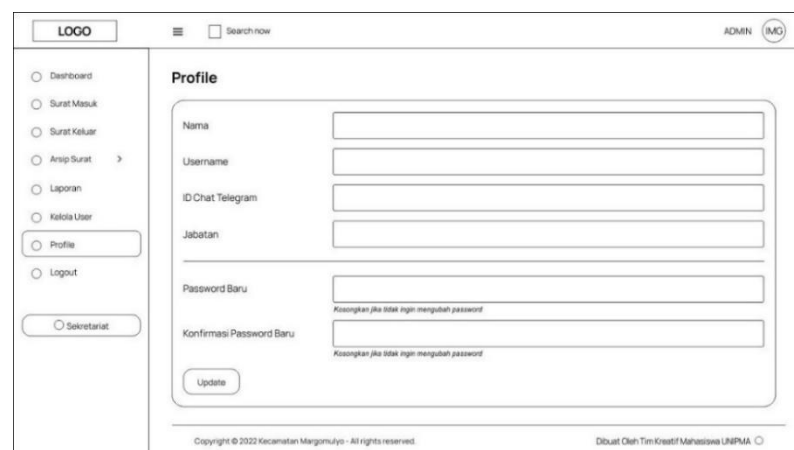 LOGO
Search now
ADMIN
IMG
Dashboard
Surat Masuk
Surat Keluar
Arsip Surat >
Laporan
Kelola User
Profile
Logout
Sekretariat
Profile
Nama
Username
ID Chat Telegram
Jabatan
Password Baru
Kosongkan jika tidak ingin mengubah password
Konfirmasi Password Baru
Kosongkan jika tidak ingin mengubah password
Update
Copyright © 2022 Kecamatan Margomulyo - All rights reserved.
Dibuat Oleh Tim Kreatif Mahasiswa UNIPMA